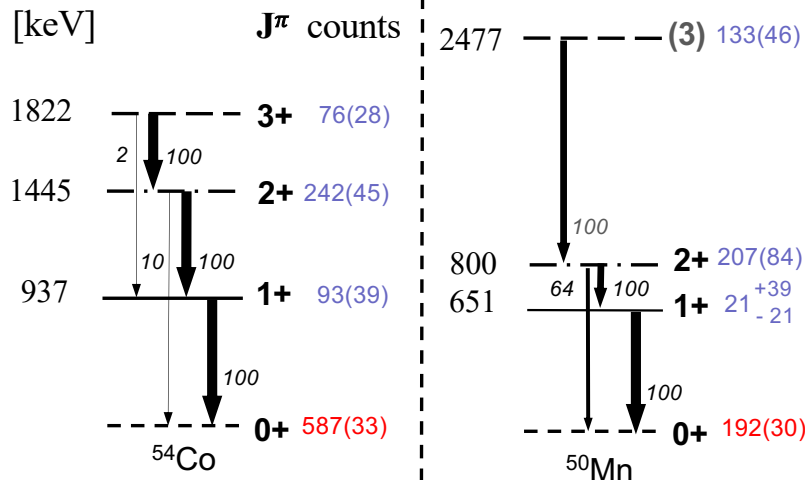 [keV] J^π counts
1822 3+ 76(28)
2 100
1445 2+ 242(45)
10 100
937 1+ 93(39)
100
0+ 587(33)
⁵⁴Co
2477 (3) 133(46)
100
800 2+ 207(84)
64 100
651 1+ 21 +39 - 21
100
0+ 192(30)
⁵⁰Mn